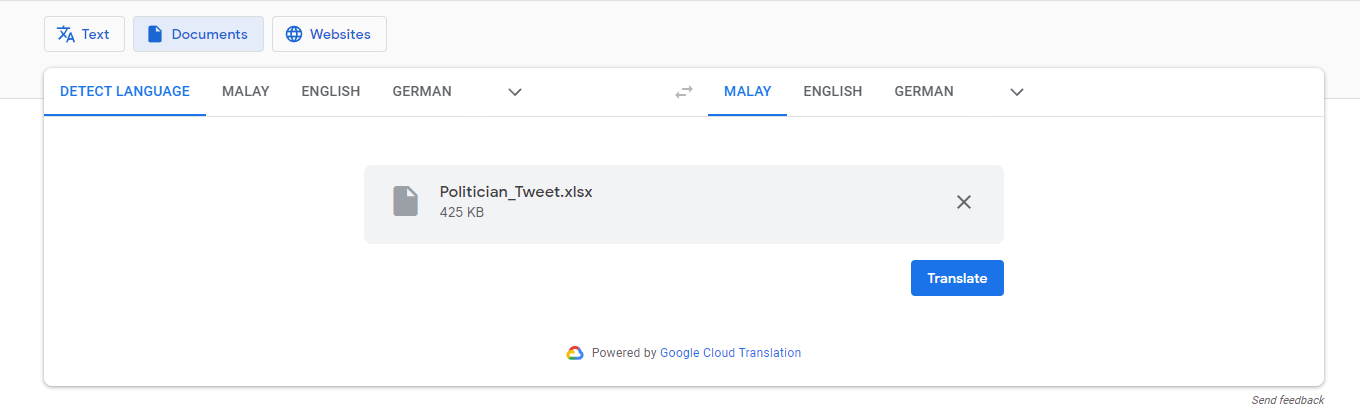 Text Documents Websites
DETECT LANGUAGE MALAY ENGLISH GERMAN MALAY ENGLISH GERMAN
Politician_Tweet.xlsx
425 KB
Translate
Powered by Google Cloud Translation
Send feedback